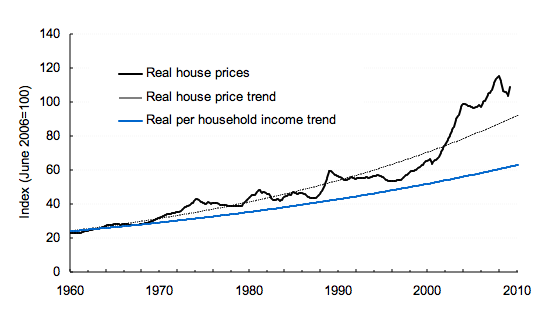 140
120
100
80
60
40
20
0
Index (June 2006=100)
Real house prices
Real house price trend
Real per household income trend
1960 1970 1980 1990 2000 2010